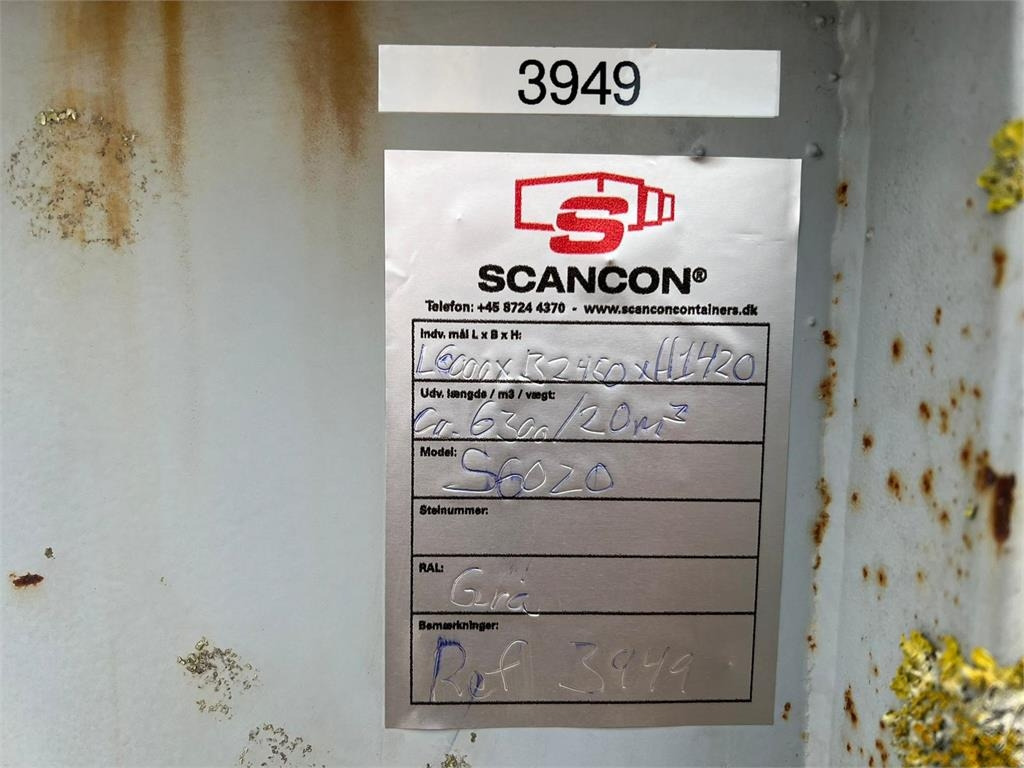 3949
S
SCANCON®
Telefon: +45 8724 4370 - www.scanconcontainers.dk
Indv. mål L x B x H:
L6000 x B2450 x H1420
Udv. længde / m3 / vægt:
Ca. 6300/20m³
Model:
S6020
Stelnummer:
RAL:
Grå
Bemærkninger:
Ref 3949